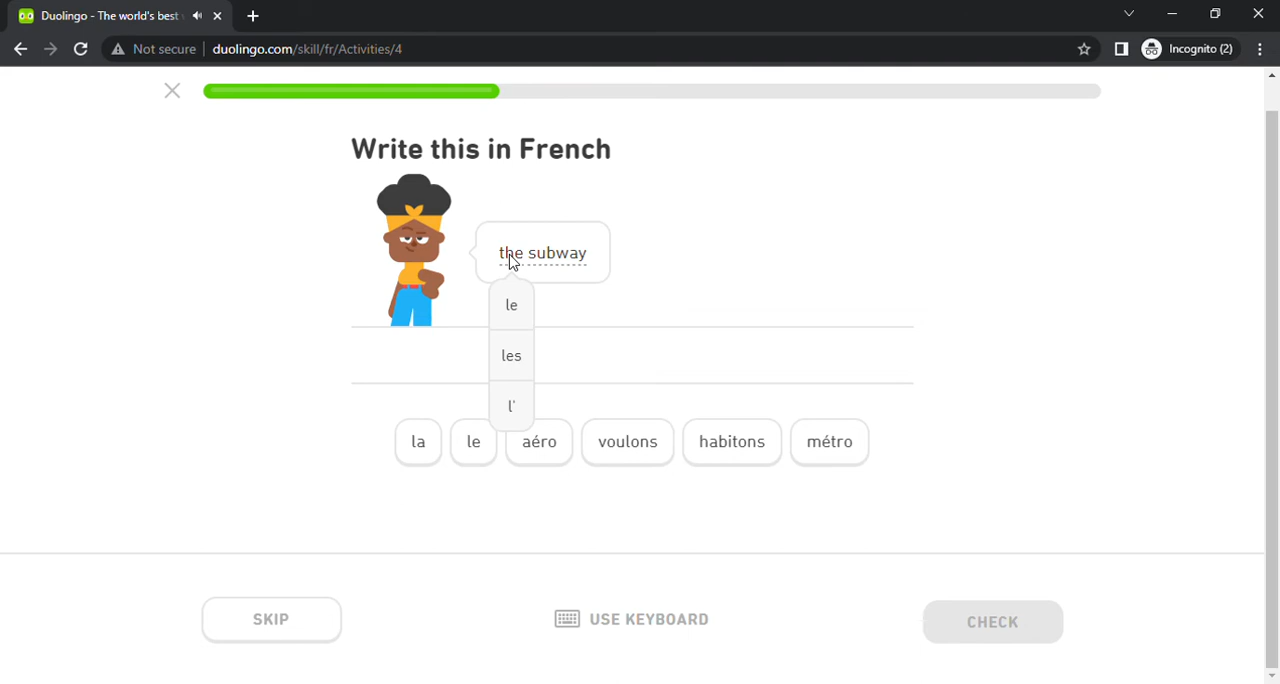 Duolingo - The world's best
Not secure
duolingo.com/skill/fr/Activities/4
Incognito (2)
Write this in French
the subway
le
les
l'
la
le
aéro
voulons
habitons
métro
SKIP
USE KEYBOARD
CHECK